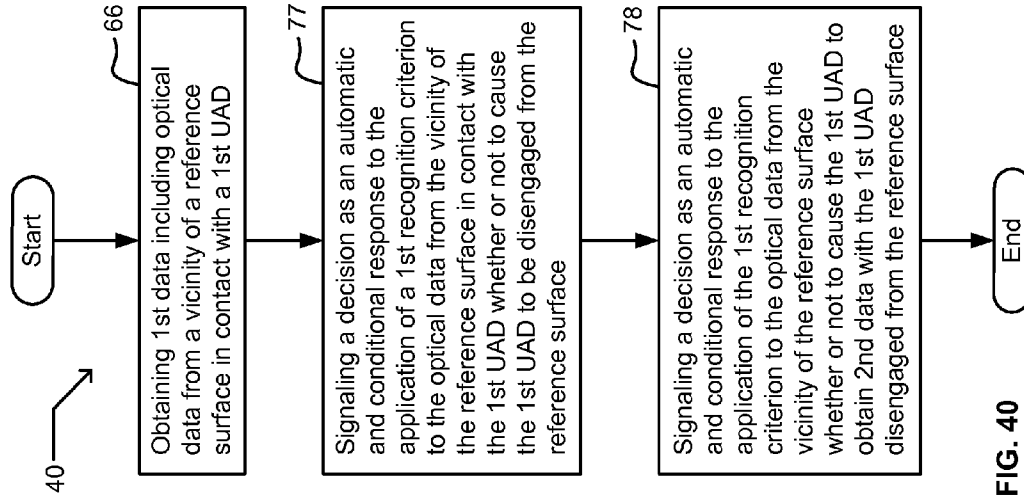 40
Start
66
Obtaining 1st data including optical
data from a vicinity of a reference
surface in contact with a 1st UAD
77
Signaling a decision as an automatic
and conditional response to the
application of a 1st recognition criterion
to the optical data from the vicinity of
the reference surface in contact with
the 1st UAD whether or not to cause
the 1st UAD to be disengaged from the
reference surface
78
Signaling a decision as an automatic
and conditional response to the
application of the 1st recognition
criterion to the optical data from the
vicinity of the reference surface
whether or not to cause the 1st UAD to
obtain 2nd data with the 1st UAD
disengaged from the reference surface
End
FIG. 40